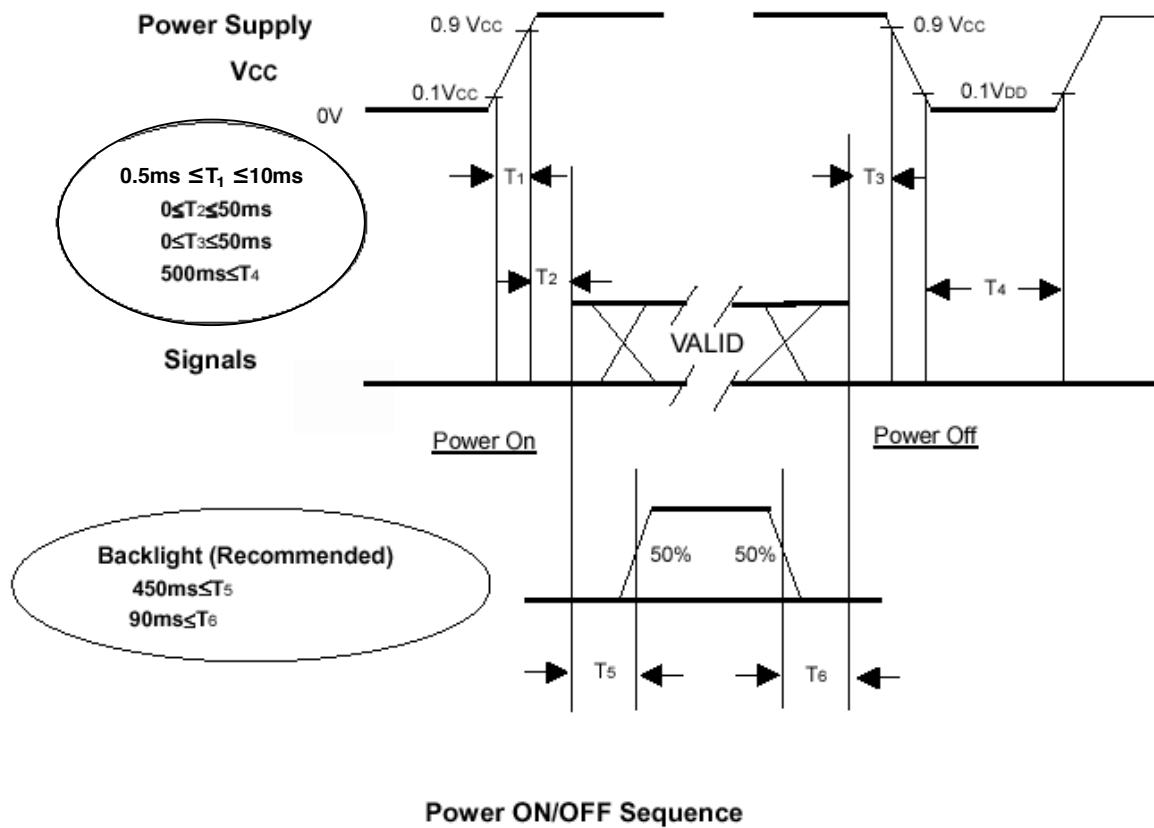 Power Supply
Vcc
0.9 Vcc
0.9 Vcc
0.1Vcc
0.1VDD
0V
0.5ms ≤T1 ≤10ms
0≤T2≤50ms
0≤T3≤50ms
500ms≤T4
T1
T3
T2
T4
VALID
Signals
Power On
Power Off
Backlight (Recommended)
450ms≤T5
90ms≤T6
50%
50%
T5
T6
Power ON/OFF Sequence